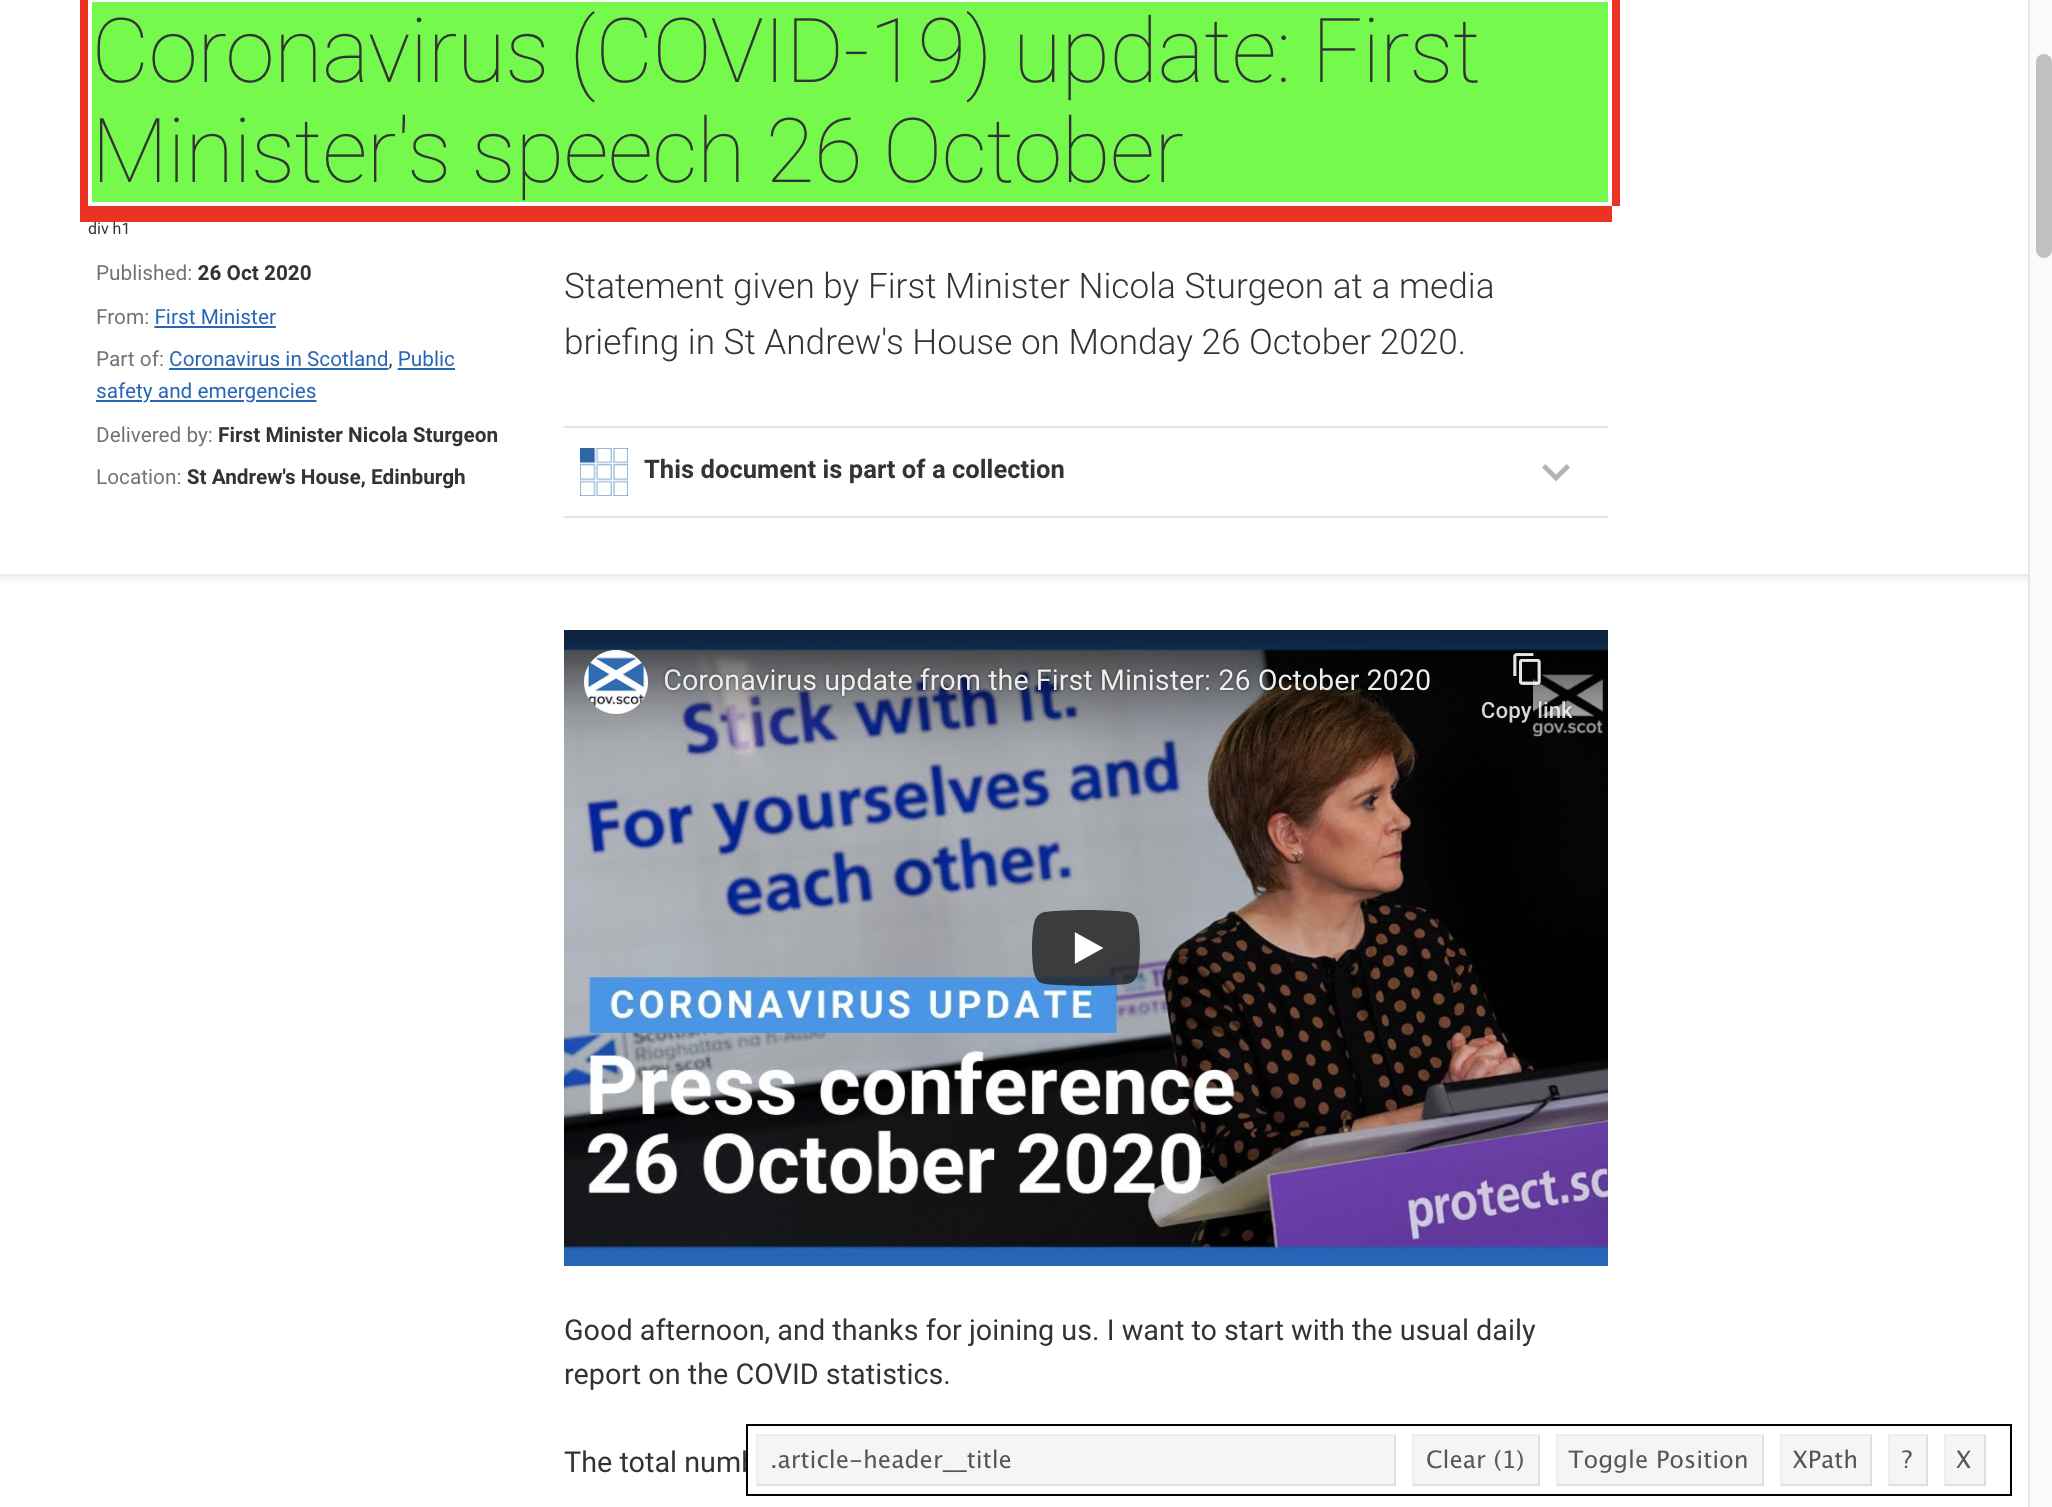 Coronavirus (COVID-19) update: First
Minister's speech 26 October
div h1
Published: 26 Oct 2020
From: First Minister
Part of: Coronavirus in Scotland, Public
safety and emergencies
Delivered by: First Minister Nicola Sturgeon
Location: St Andrew's House, Edinburgh
Statement given by First Minister Nicola Sturgeon at a media
briefing in St Andrew's House on Monday 26 October 2020.
This document is part of a collection
gov.scot
Coronavirus update from the First Minister: 26 October 2020
Copy link
gov.scot
Stick with it.
For yourselves and
each other.
CORONAVIRUS UPDATE
Riaghaltas na h-Alba
gov.scot
Press conference
26 October 2020
protect.sc
Good afternoon, and thanks for joining us. I want to start with the usual daily
report on the COVID statistics.
The total num
.article-header__title
Clear (1)
Toggle Position
XPath
?
X